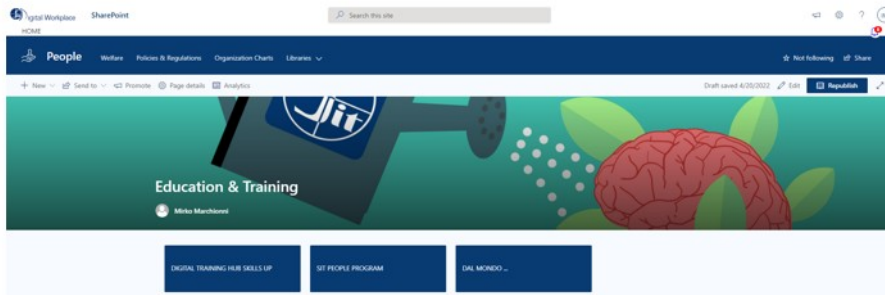 Digital Workplace SharePoint Search this site ?
HOME
People Welfare Policies & Regulations Organization Charts Libraries Not following Share
New Send to Promote Page details Analytics Draft saved 4/20/2022 Edit Republish
Sit
Education & Training
Mirko Marchionni
DIGITAL TRAINING HUB SKILLS UP SIT PEOPLE PROGRAM DAL MONDO ...